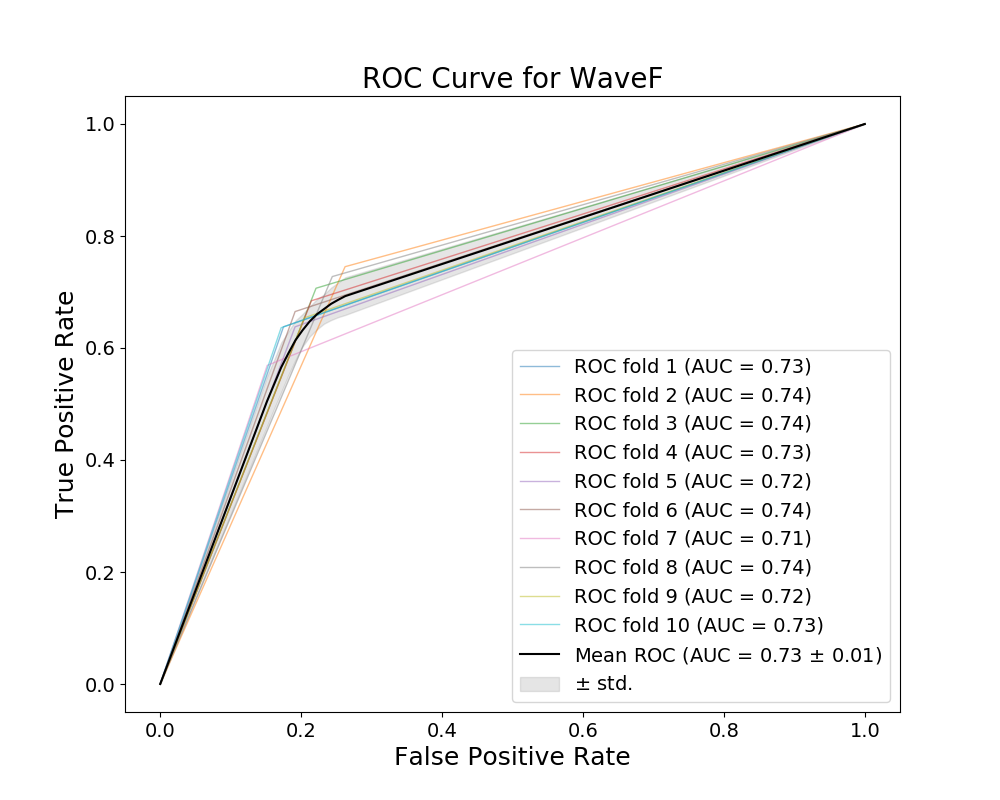 ROC Curve for WaveF
1.0
0.8
0.6
0.4
0.2
0.0
True Positive Rate
ROC fold 1 (AUC = 0.73)
ROC fold 2 (AUC = 0.74)
ROC fold 3 (AUC = 0.74)
ROC fold 4 (AUC = 0.73)
ROC fold 5 (AUC = 0.72)
ROC fold 6 (AUC = 0.74)
ROC fold 7 (AUC = 0.71)
ROC fold 8 (AUC = 0.74)
ROC fold 9 (AUC = 0.72)
ROC fold 10 (AUC = 0.73)
Mean ROC (AUC = 0.73 ± 0.01)
± std.
0.0 0.2 0.4 0.6 0.8 1.0
False Positive Rate